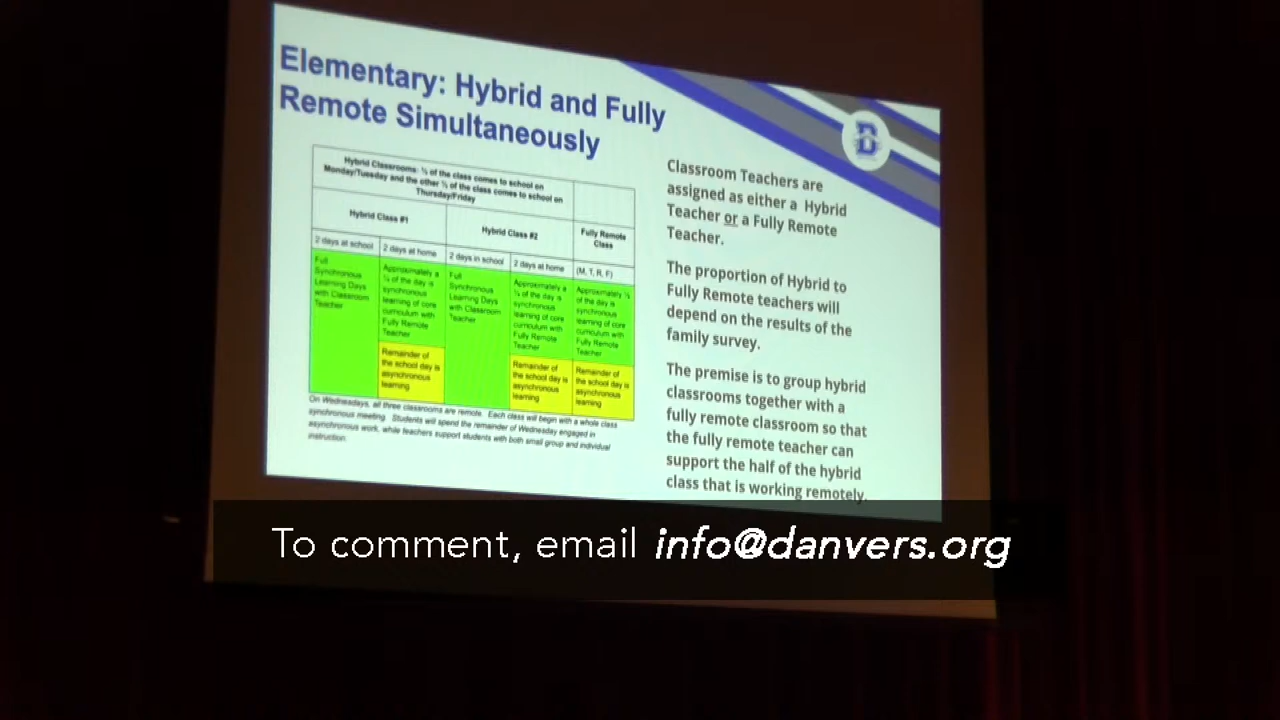 Elementary: Hybrid and Fully
Remote Simultaneously
Hybrid Classrooms: ½ of the class comes to school on
Monday/Tuesday and the other ½ of the class comes to school on
Thursday/Friday
Hybrid Class #1
Hybrid Class #2
Fully Remote
Class
2 days at school
2 days at home
2 days in school
2 days at home
(M, T, R, F)
Full
Synchronous
Learning Days
with Classroom
Teacher
Approximately a
of the day is
synchronous
learning of core
curriculum with
Fully Remote
Teacher
Remainder of
the school day is
asynchronous
learning
Full
Synchronous
Learning Days
with Classroom
Teacher
Approximately a
of the day is
synchronous
learning of core
curriculum with
Fully Remote
Teacher
Remainder of
the school day is
asynchronous
learning
Approximately
of the day is
synchronous
learning of core
curriculum with
Fully Remote
Teacher
Remainder of
the school day is
asynchronous
learning
On Wednesdays, all three classrooms are remote. Each class will begin with a whole class
synchronous meeting. Students will spend the remainder of Wednesday engaged in
asynchronous work, while teachers support students with both small group and individual
instruction.
D
Classroom Teachers are
assigned as either a Hybrid
Teacher or a Fully Remote
Teacher.
The proportion of Hybrid to
Fully Remote teachers will
depend on the results of the
family survey.
The premise is to group hybrid
classrooms together with a
fully remote classroom so that
the fully remote teacher can
support the half of the hybrid
class that is working remotely.
To comment, email info@danvers.org